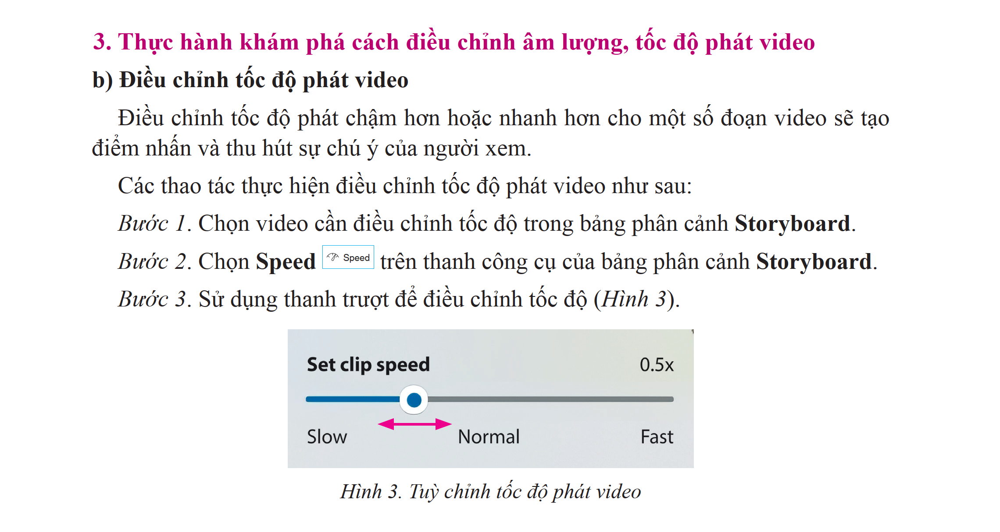 3. Thực hành khám phá cách điều chỉnh âm lượng, tốc độ phát video
b) Điều chỉnh tốc độ phát video
Điều chỉnh tốc độ phát chậm hơn hoặc nhanh hơn cho một số đoạn video sẽ tạo
điểm nhấn và thu hút sự chú ý của người xem.
Các thao tác thực hiện điều chỉnh tốc độ phát video như sau:
Bước 1. Chọn video cần điều chỉnh tốc độ trong bảng phân cảnh Storyboard.
Bước 2. Chọn Speed Speed trên thanh công cụ của bảng phân cảnh Storyboard.
Bước 3. Sử dụng thanh trượt để điều chỉnh tốc độ (Hình 3).
Set clip speed 0.5x
Slow Normal Fast
Hình 3. Tuỳ chỉnh tốc độ phát video